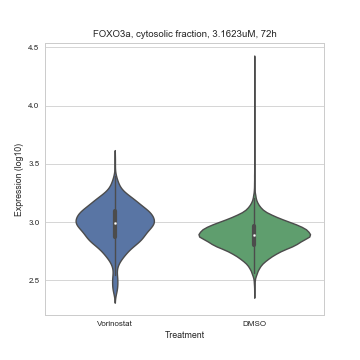 FOXO3a, cytosolic fraction, 3.1623uM, 72h
4.5
4.0
3.5
3.0
2.5
Expression (log10)
Vorinostat
DMSO
Treatment